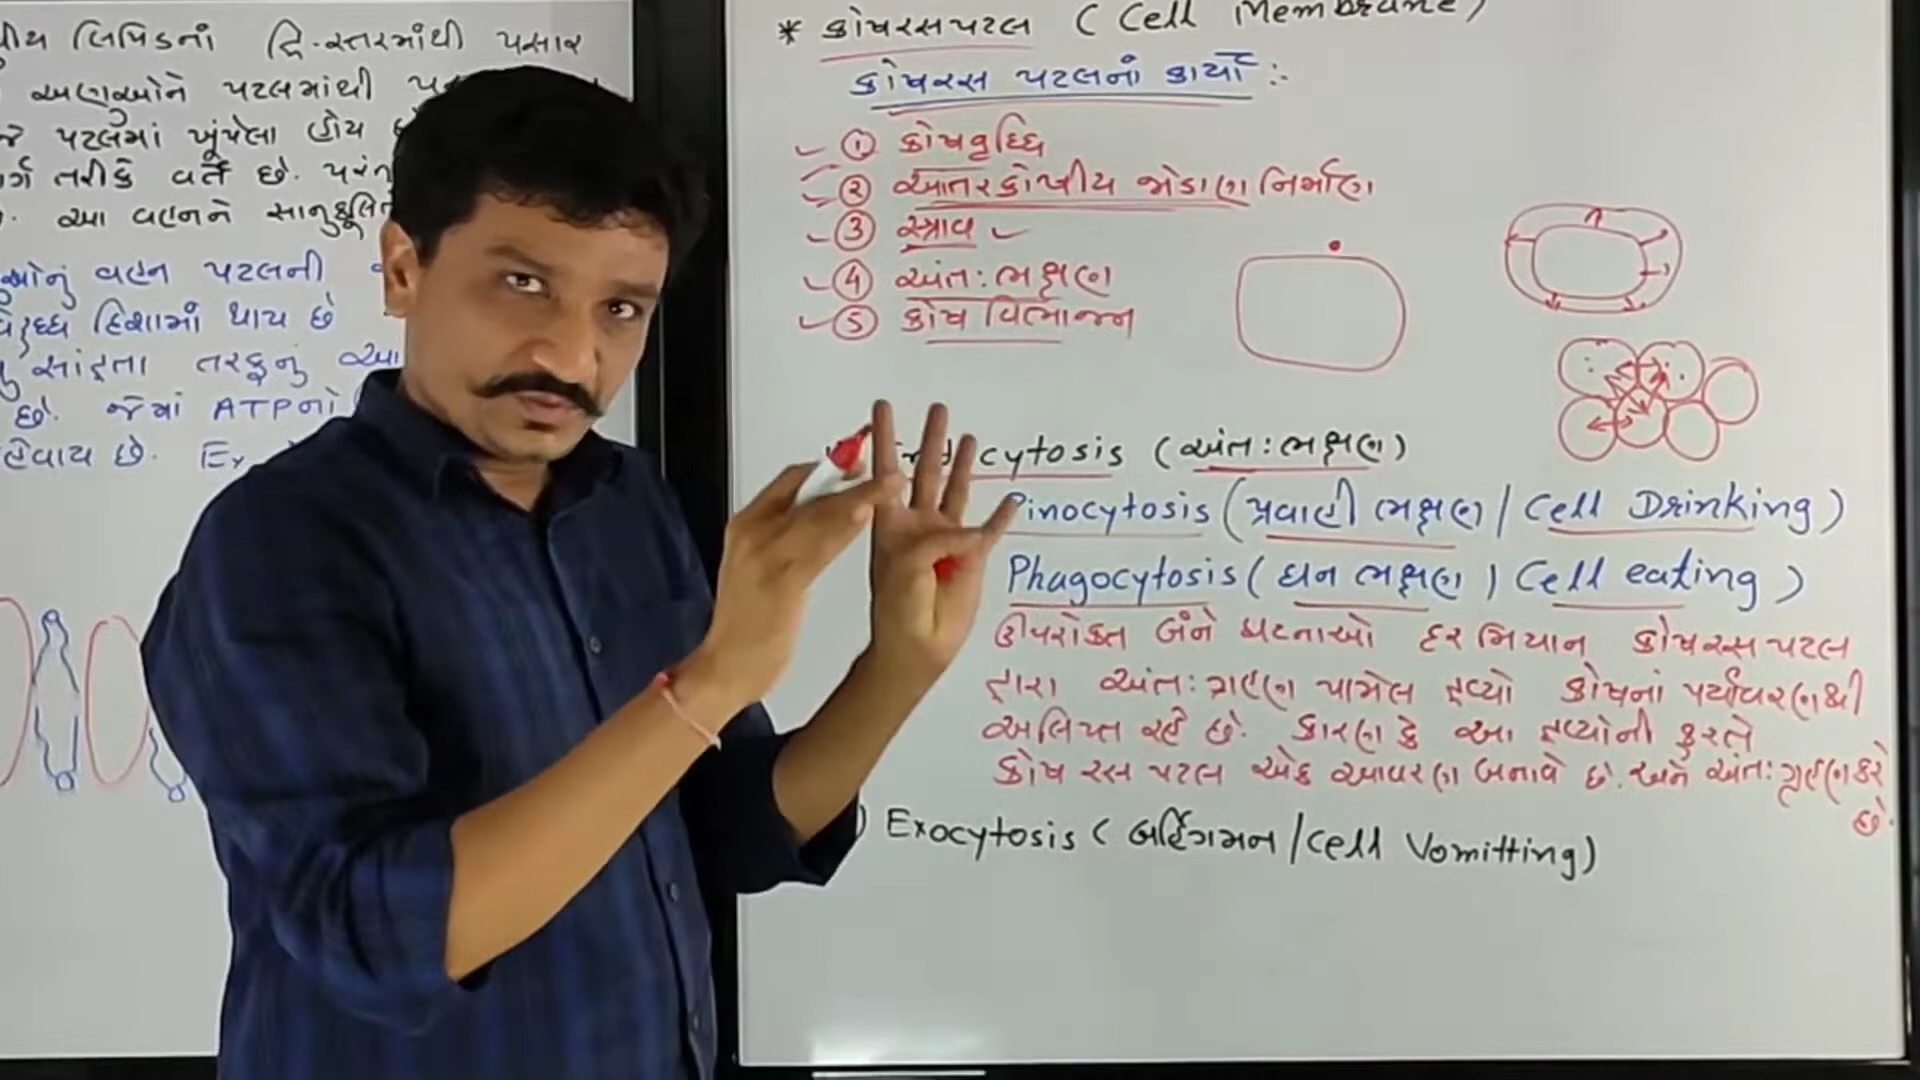 લિપિડનાં દ્વિ-સ્તરમાંથી પસાર
અણુઓને પટલમાંથી
જે પટલમાં ખૂંપેલા હોય
તરીકે વર્તે છે.
આ વહનને
વહન પટલની
દિશામાં થાય છે
સાંદ્રતા તરફનું
છે. જેમાં ATPનો
કહેવાય છે. Ex
* કોષરસપટલ (Cell Membrane)
કોષરસ પટલનાં કાર્યો :-
① કોષવૃધ્ધિ
② આંતરકોષીય જોડાણ નિર્માણ
③ સ્ત્રાવ
④ અંત:ભક્ષણ
⑤ કોષ વિભાજન
cytosis (અંત:ભક્ષણ)
Pinocytosis (પ્રવાહી ભક્ષણ / Cell Drinking)
Phagocytosis (ઘન ભક્ષણ / Cell eating)
ઉપરોક્ત બંને ઘટનાઓ દરમિયાન કોષરસપટલ
દ્વારા અંત:ગ્રહણ પામેલ દ્રવ્યો કોષનાં પર્યાવરણથી
અલિપ્ત રહે છે. કારણ કે આ દ્રવ્યોની ફરતે
કોષ રસ પટલ એક આવરણ બનાવે છે. અને અંત:ગ્રહણ કરે
છે.
) Exocytosis (બર્હિગમન / Cell Vomitting)